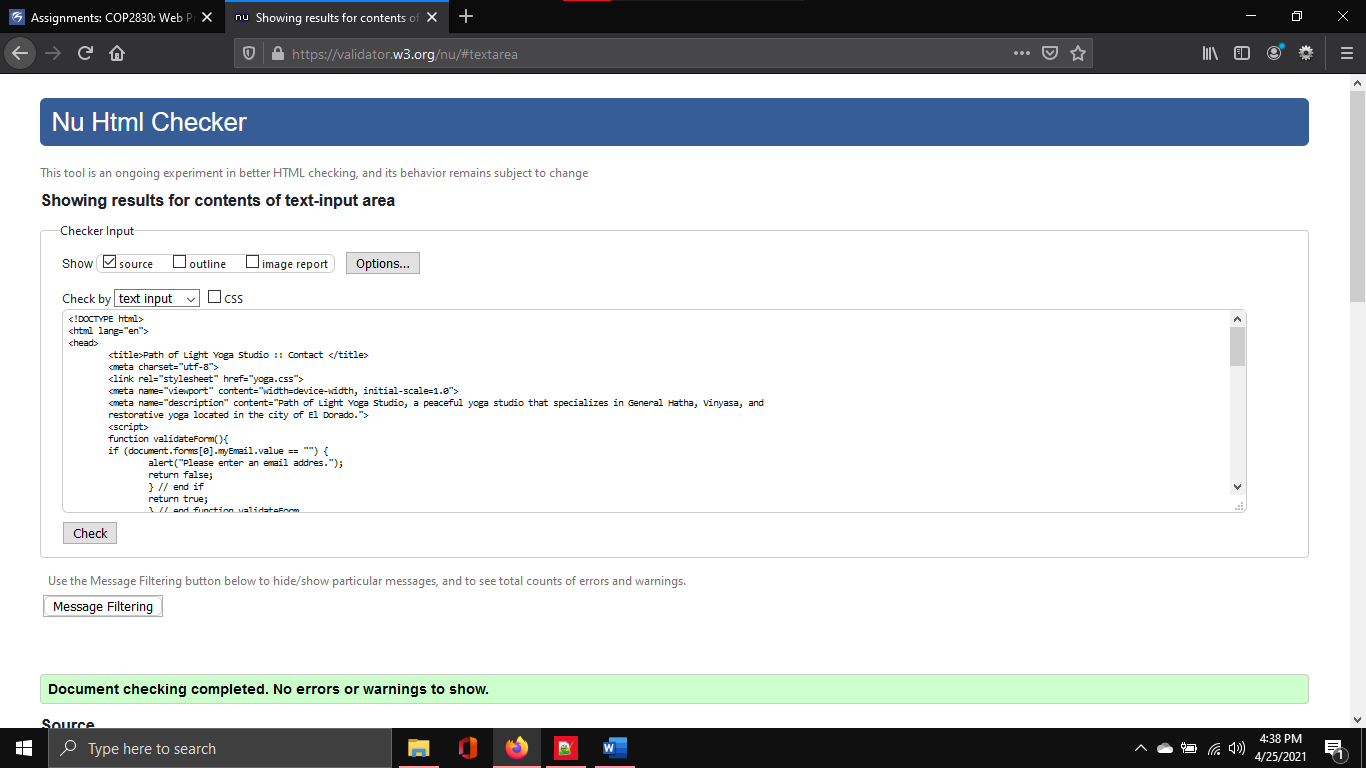 Assignments: COP2830: Web P
nu Showing results for contents of
https://validator.w3.org/nu/#textarea
Nu Html Checker
This tool is an ongoing experiment in better HTML checking, and its behavior remains subject to change
Showing results for contents of text-input area
Checker Input
Show source outline image report Options...
Check by text input CSS
<!DOCTYPE html>
<html lang="en">
<head>
<title>Path of Light Yoga Studio :: Contact </title>
<meta charset="utf-8">
<link rel="stylesheet" href="yoga.css">
<meta name="viewport" content="width=device-width, initial-scale=1.0">
<meta name="description" content="Path of Light Yoga Studio, a peaceful yoga studio that specializes in General Hatha, Vinyasa, and
restorative yoga located in the city of El Dorado.">
<script>
function validateForm(){
if (document.forms[0].myEmail.value == "") {
alert("Please enter an email addres.");
return false;
} // end if
return true;
} // end function validateForm
Check
Use the Message Filtering button below to hide/show particular messages, and to see total counts of errors and warnings.
Message Filtering
Document checking completed. No errors or warnings to show.
Source
Type here to search
W
4:38 PM
4/25/2021
1